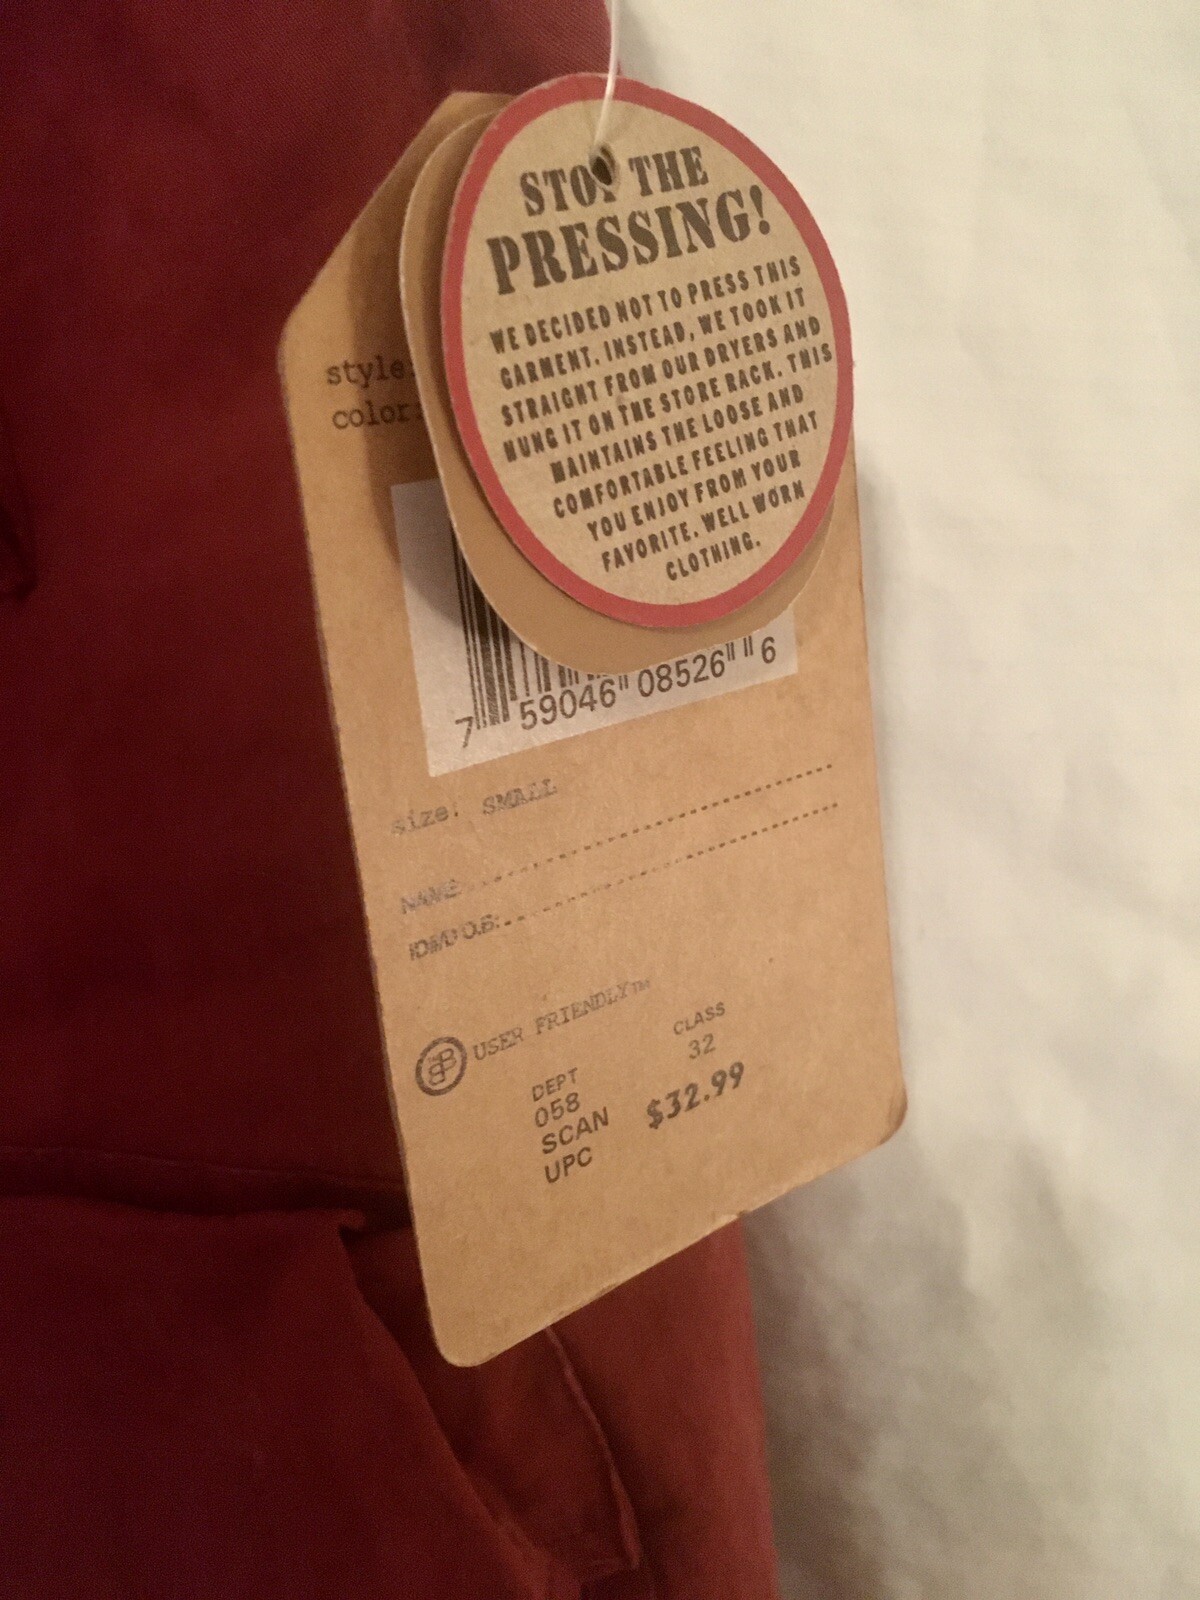 STOP THE
PRESSING!
WE DECIDED NOT TO PRESS THIS
GARMENT. INSTEAD, WE TOOK IT
STRAIGHT FROM OUR DRYERS AND
HUNG IT ON THE STORE RACK. THIS
MAINTAINS THE LOOSE AND
COMFORTABLE FEELING THAT
YOU ENJOY FROM YOUR
FAVORITE, WELL WORN
CLOTHING.
style:
color:
7 59046 08526 6
size: SMALL
NAME
O.B:
USER FRIENDLY™
DEPT CLASS
058 32
SCAN $32.99
UPC